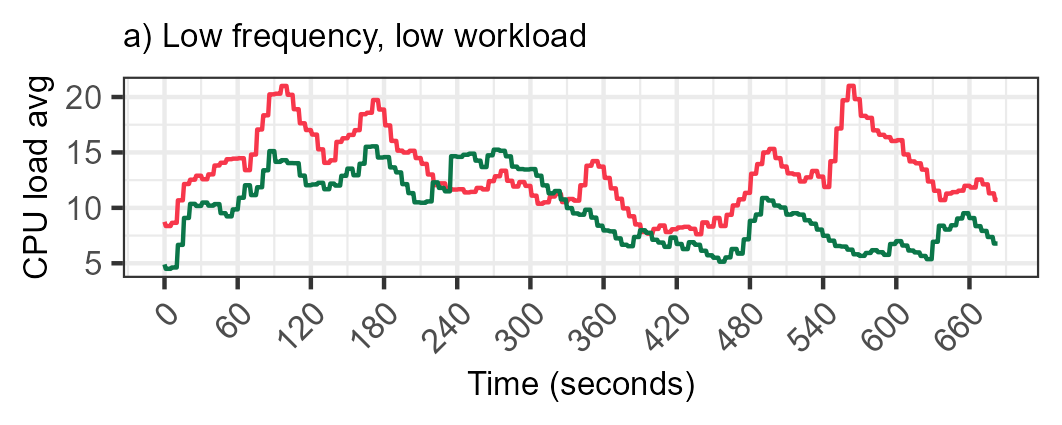 a) Low frequency, low workload
CPU load avg
20
15
10
5
0 60 120 180 240 300 360 420 480 540 600 660
Time (seconds)